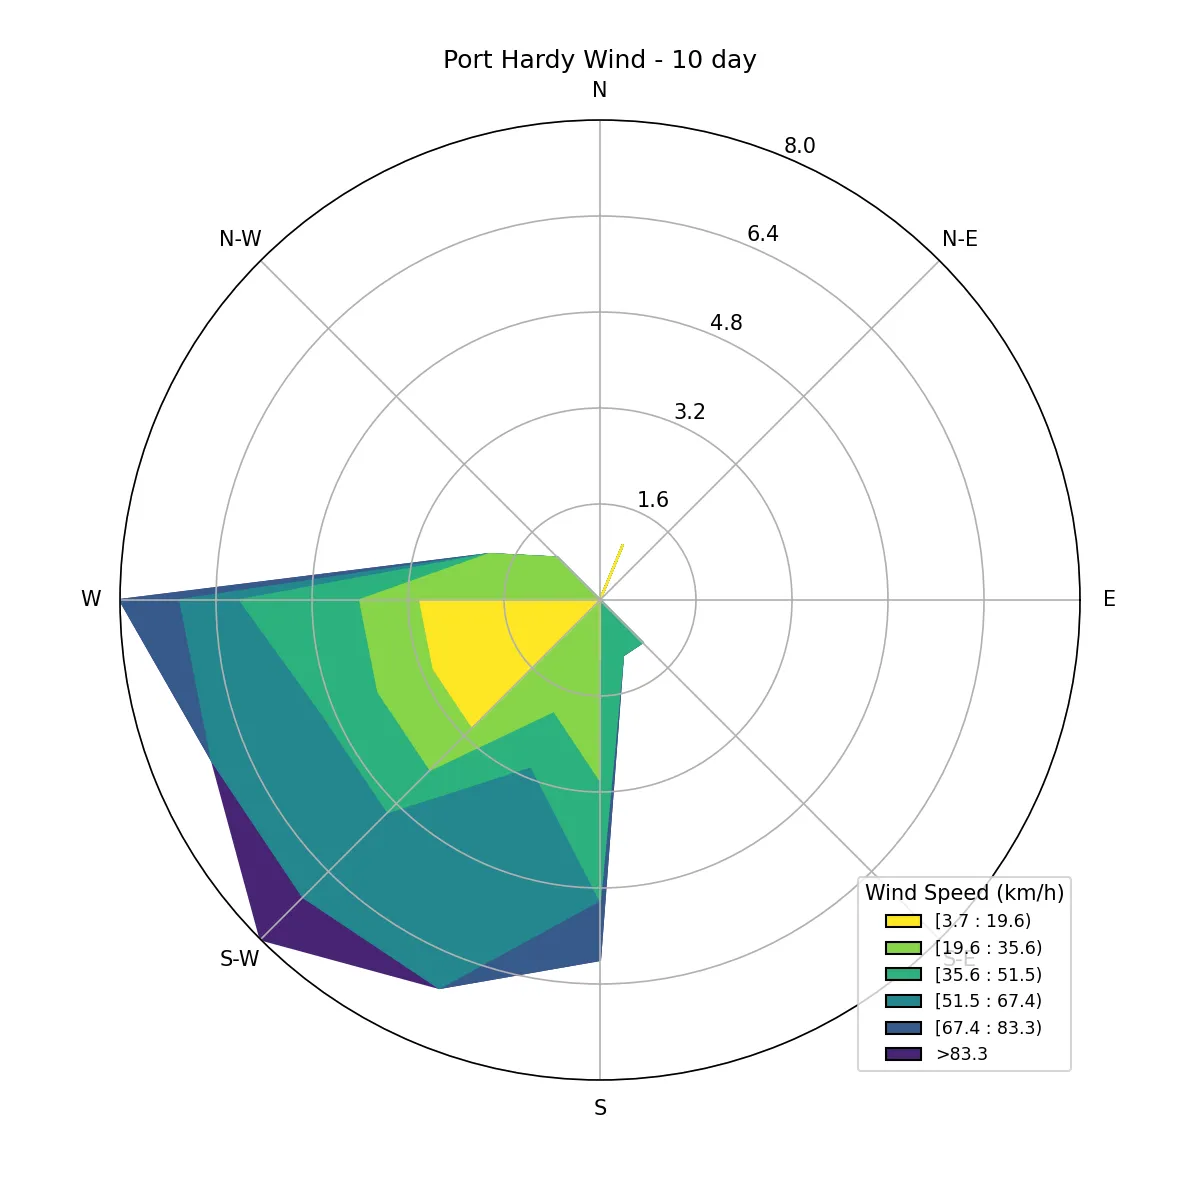 Port Hardy Wind - 10 day
N
8.0
6.4
N-W
N-E
4.8
3.2
1.6
W
E
Wind Speed (km/h)
[3.7 : 19.6)
[19.6 : 35.6)
S-W
S-E
[35.6 : 51.5)
[51.5 : 67.4)
[67.4 : 83.3)
>83.3
S